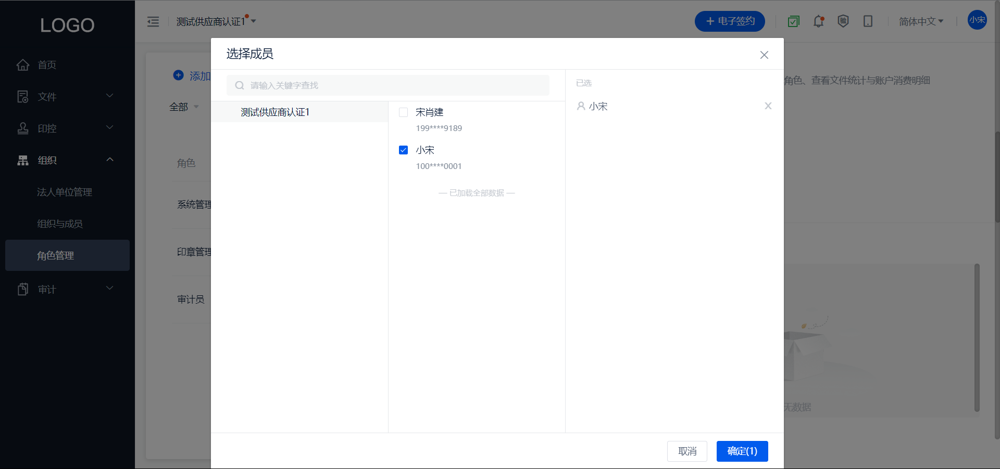 LOGO
首页
文件
印控
组织
法人单位管理
组织与成员
角色管理
审计
测试供应商认证1
电子签约
验
简体中文
小宋
添加
角色、查看文件统计与账户消费明细
全部
角色
系统管理
印章管理
审计员
选择成员
请输入关键字查找
测试供应商认证1
宋肖建
199****9189
小宋
100****0001
— 已加载全部数据 —
已选
小宋
无数据
取消
确定(1)